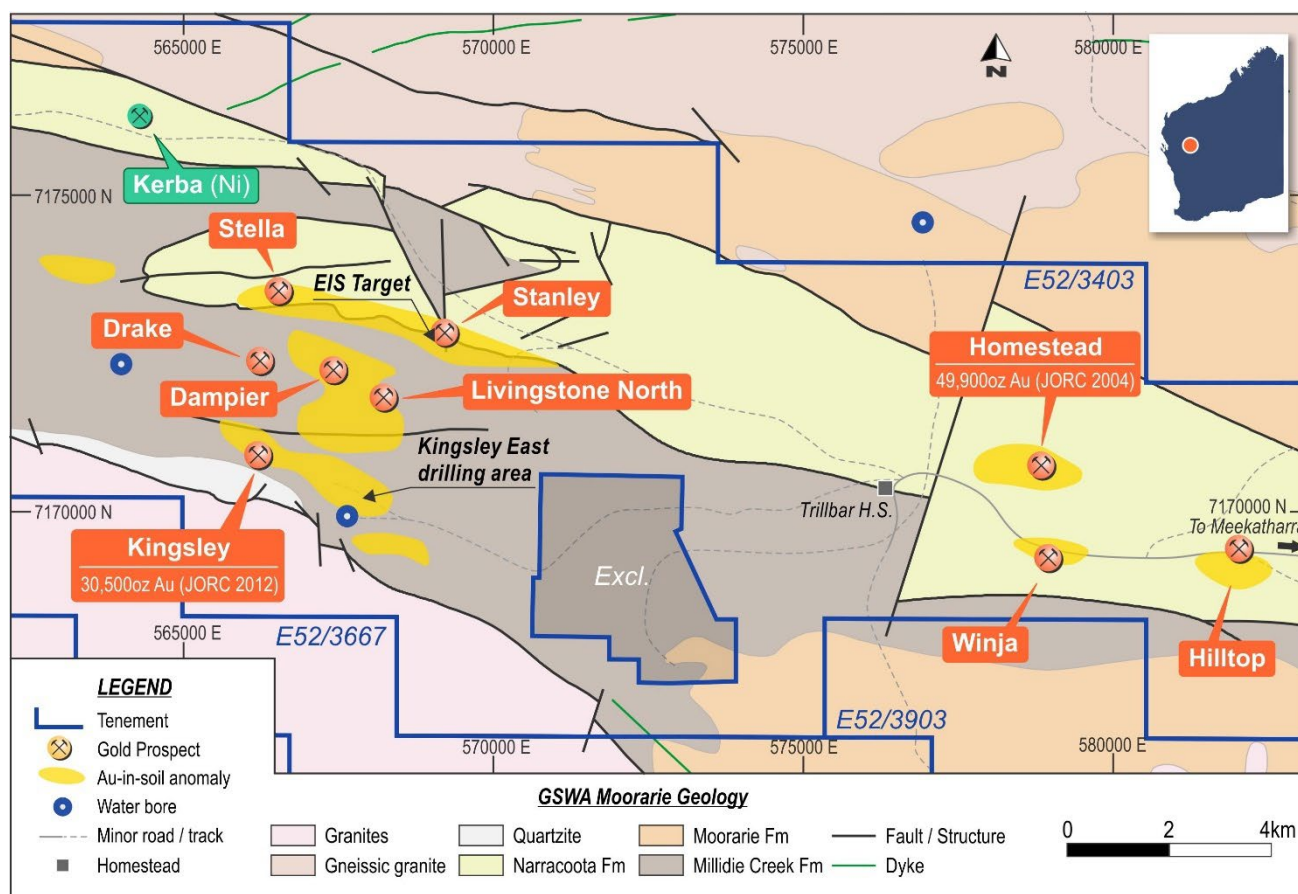 565000 E
570000 E
575000 E
580000 E
N
Kerba (Ni)
7175000 N
Stella
EIS Target
Stanley
E52/3403
Drake
Homestead
49,900oz Au (JORC 2004)
Dampier
Livingstone North
Kingsley East
drilling area
Trillbar H.S.
7170000 N
7170000 N
To Meekatharra
Kingsley
30,500oz Au (JORC 2012)
Excl.
565000 E
E52/3667
Winja
Hilltop
E52/3903
570000 E
575000 E
580000 E
LEGEND
Tenement
Gold Prospect
Au-in-soil anomaly
Water bore
Minor road / track
Homestead
GSWA Moorarie Geology
Granites
Gneissic granite
Quartzite
Narracoota Fm
Moorarie Fm
Millidie Creek Fm
Fault / Structure
Dyke
0 2 4km